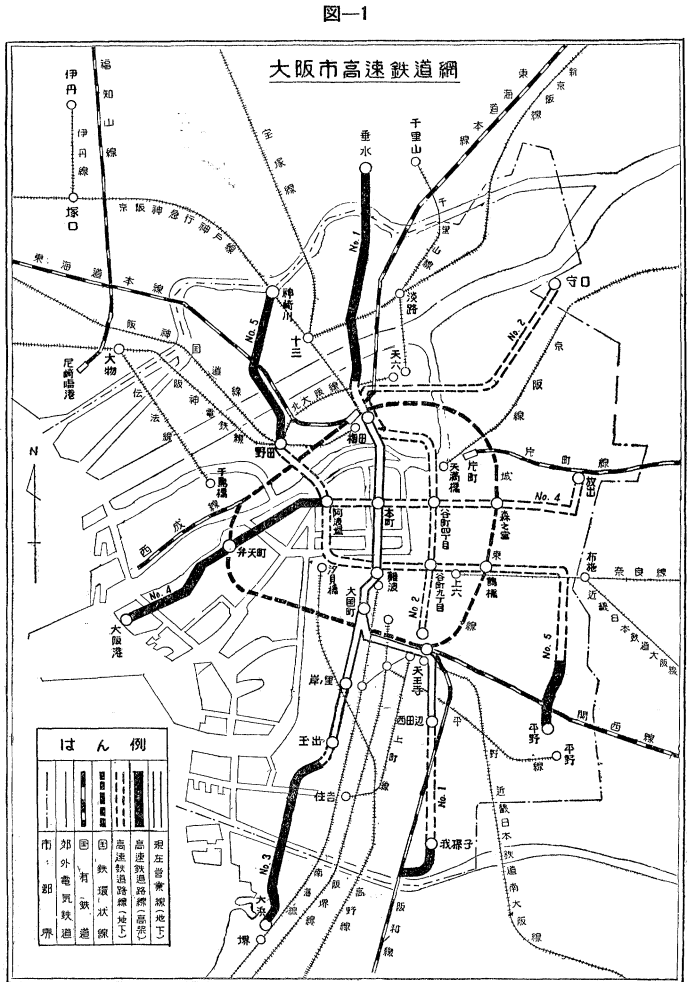 図―1
大阪市高速鉄道網
伊丹
伊丹線
塚口
福知山線
宝塚線
垂水
千里山
千里山線
東海道本線
新京阪線
京阪神急行神戸線
東海道本線
No. 1
No. 5
神崎川
十三
淡路
天六
守口
No. 2
京阪線
阪神国道線
阪神電鉄線
北大阪線
大物
尼崎臨港
伝法線
千鳥橋
西成線
N
野田
梅田
天満橋
片町
片町線
放出
城東線
No. 4
阿波座
本町
谷町四丁目
森之宮
弁天町
No. 4
大阪港
汐見橋
難波
谷町九丁目
上六
鶴橋
布施
奈良線
近畿日本鉄道大阪線
大国町
No. 2
No. 5
天王寺
関西線
平野
平野
平野線
岸ノ里
玉出
西田辺
上町線
住吉
No. 1
我孫子
No. 3
大浜
堺
南海線
阪堺線
高野線
阪和線
近畿日本鉄道南大阪線
はん例
現在営業線(地下)
高速鉄道路線(高架)
高速鉄道路線(地下)
国鉄環状線
国有鉄道
郊外電気鉄道
市郡界